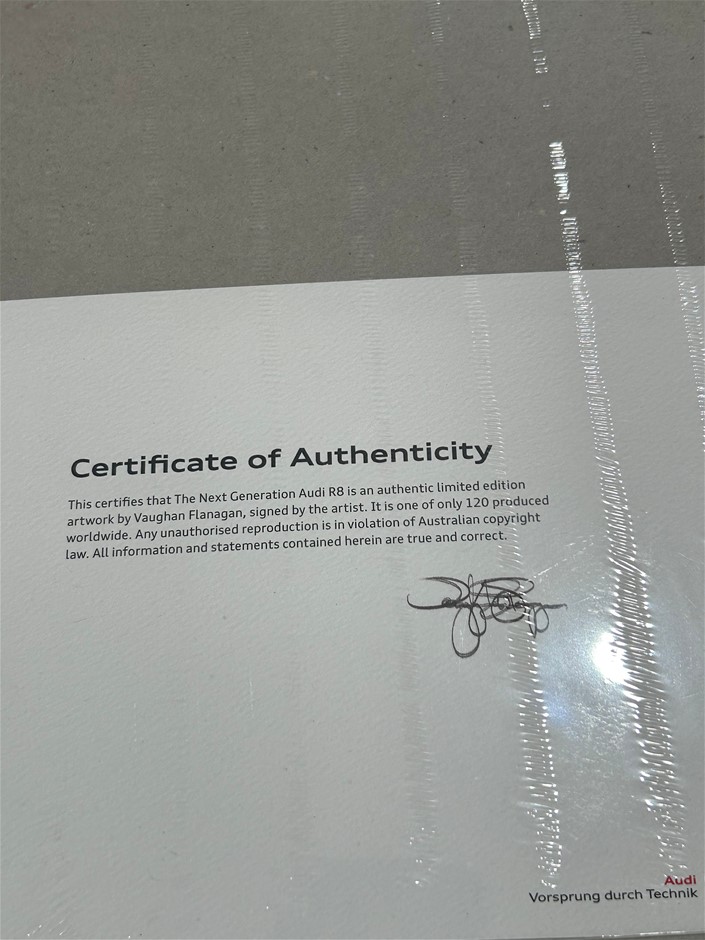 Certificate of Authenticity
This certifies that The Next Generation Audi R8 is an authentic limited edition
artwork by Vaughan Flanagan, signed by the artist. It is one of only 120 produced
worldwide. Any unauthorised reproduction is in violation of Australian copyright
law. All information and statements contained herein are true and correct.
Audi
Vorsprung durch Technik